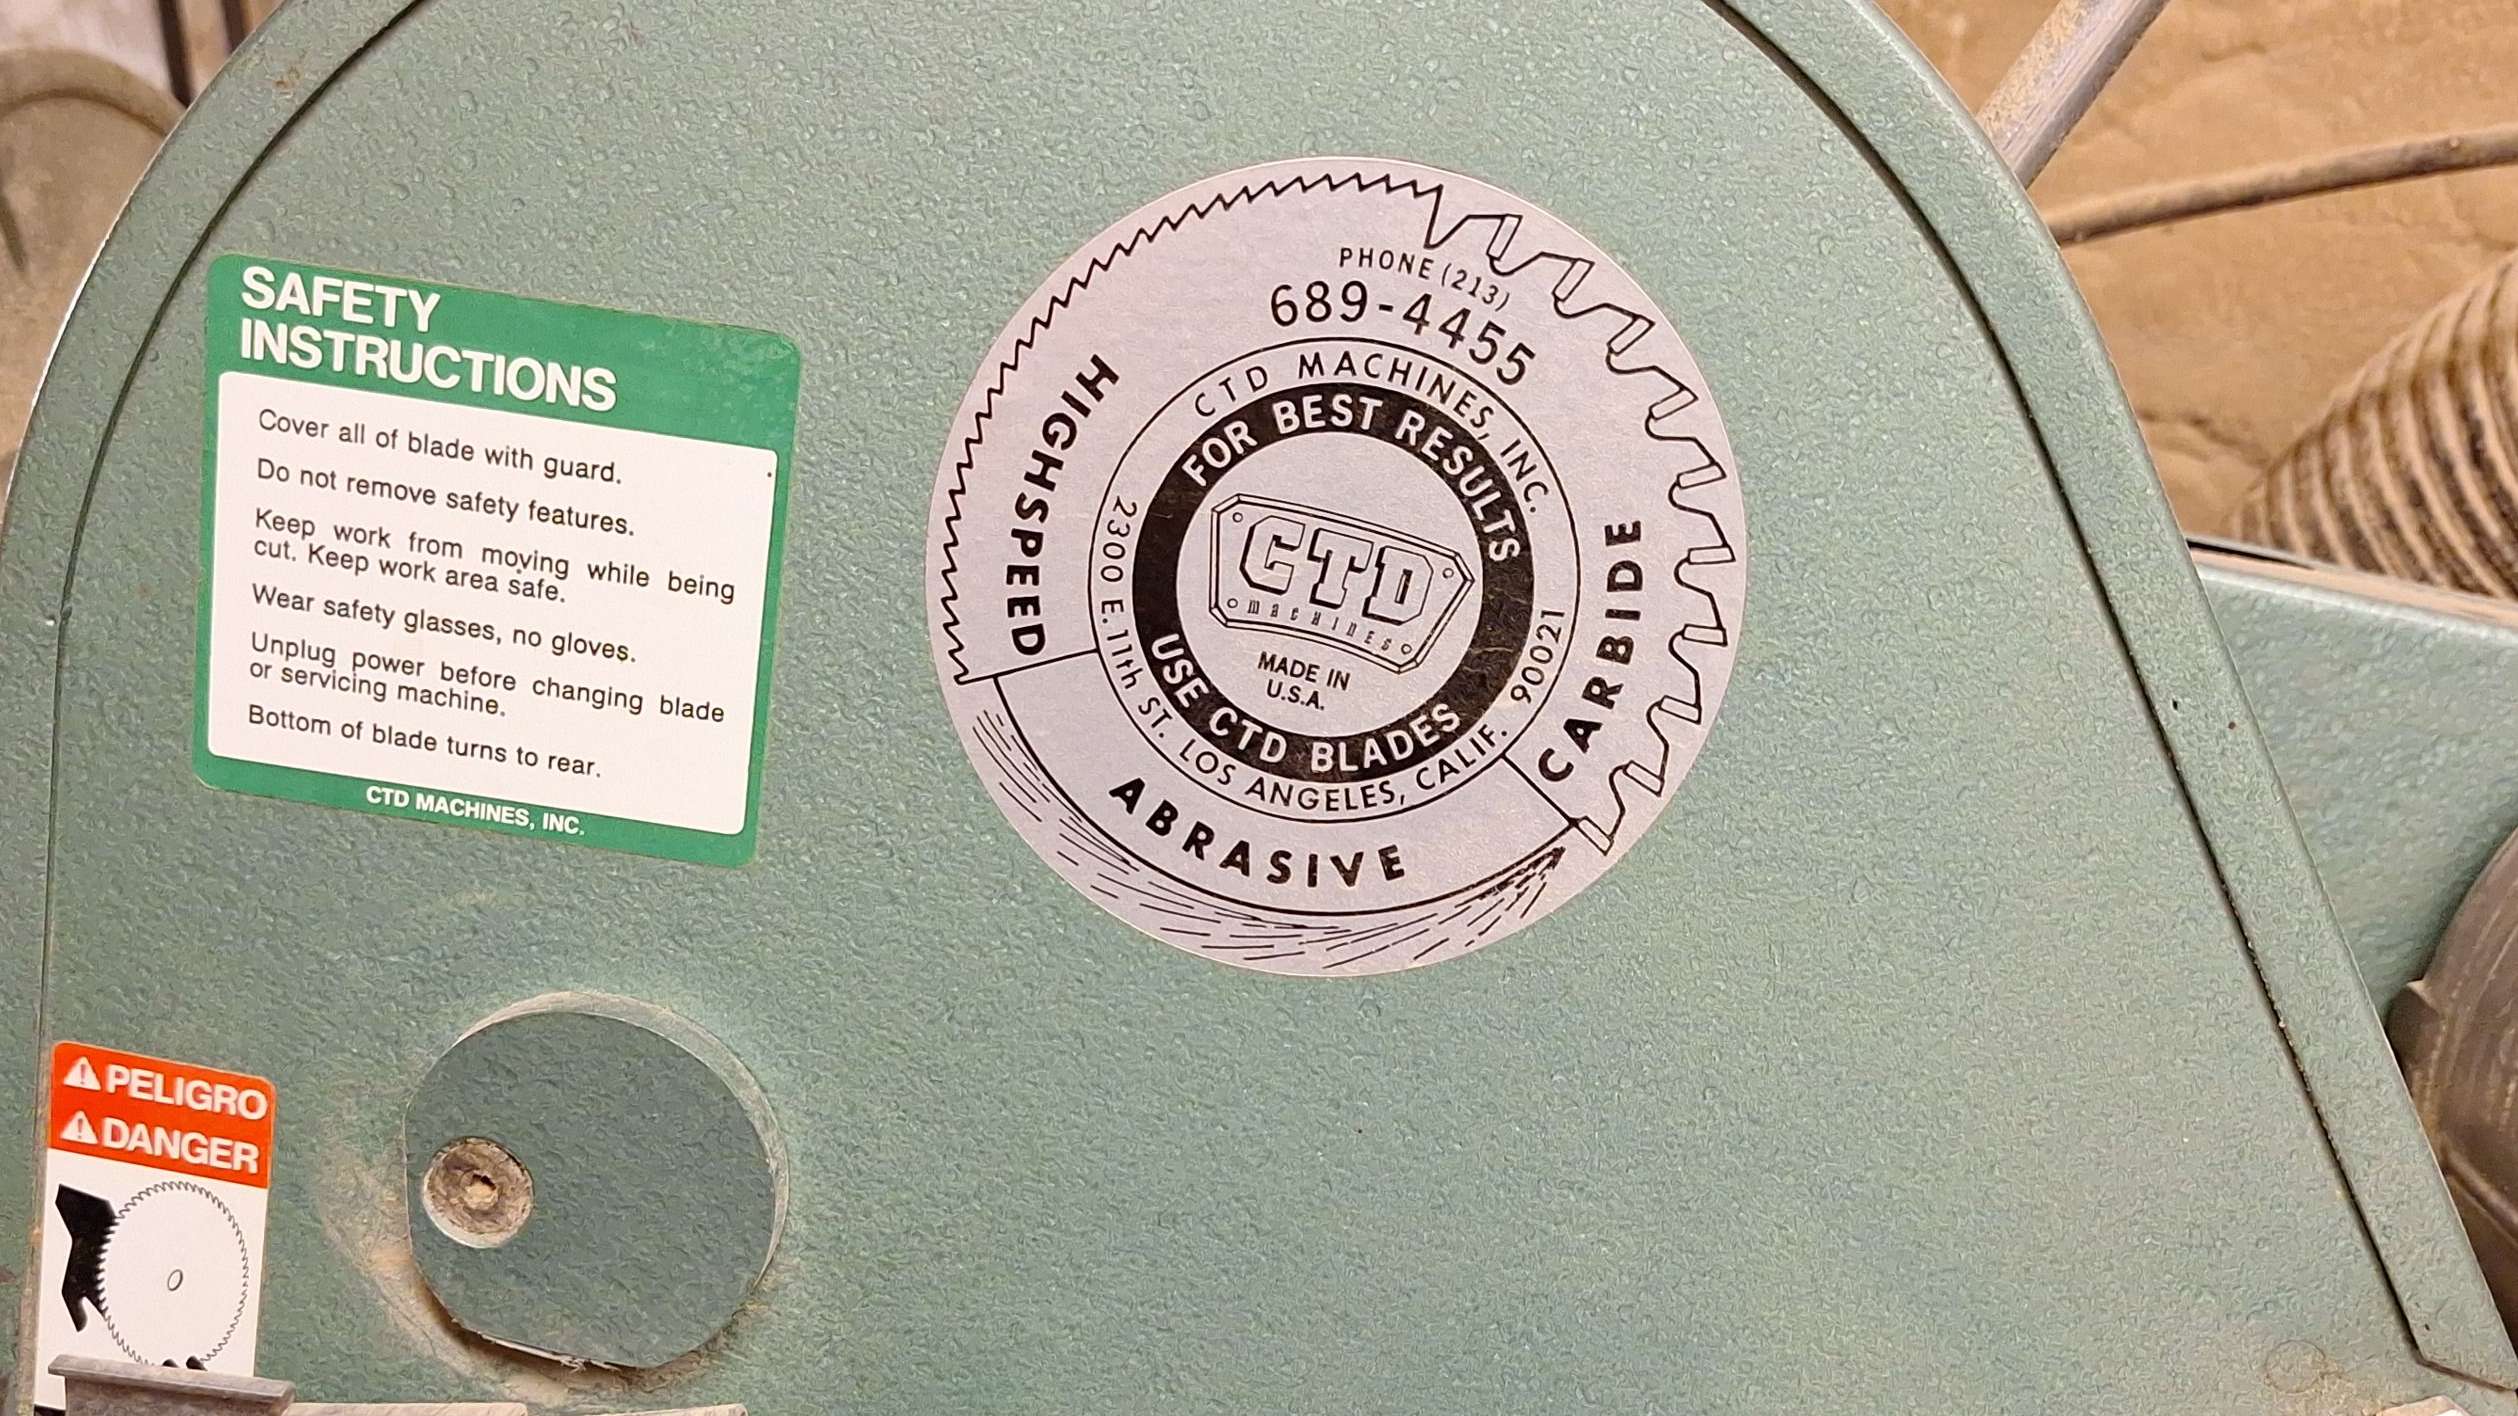 SAFETY
INSTRUCTIONS
Cover all of blade with guard.
Do not remove safety features.
Keep work from moving while being
cut. Keep work area safe.
Wear safety glasses, no gloves.
Unplug power before changing blade
or servicing machine.
Bottom of blade turns to rear.
CTD MACHINES, INC.
PHONE (213)
689-4455
HIGHSPEED
CARBIDE
ABRASIVE
CTD MACHINES, INC.
2300 E. 11th ST. LOS ANGELES, CALIF. 90021
FOR BEST RESULTS
USE CTD BLADES
CTD
MACHINES
MADE IN
U.S.A.
PELIGRO
DANGER